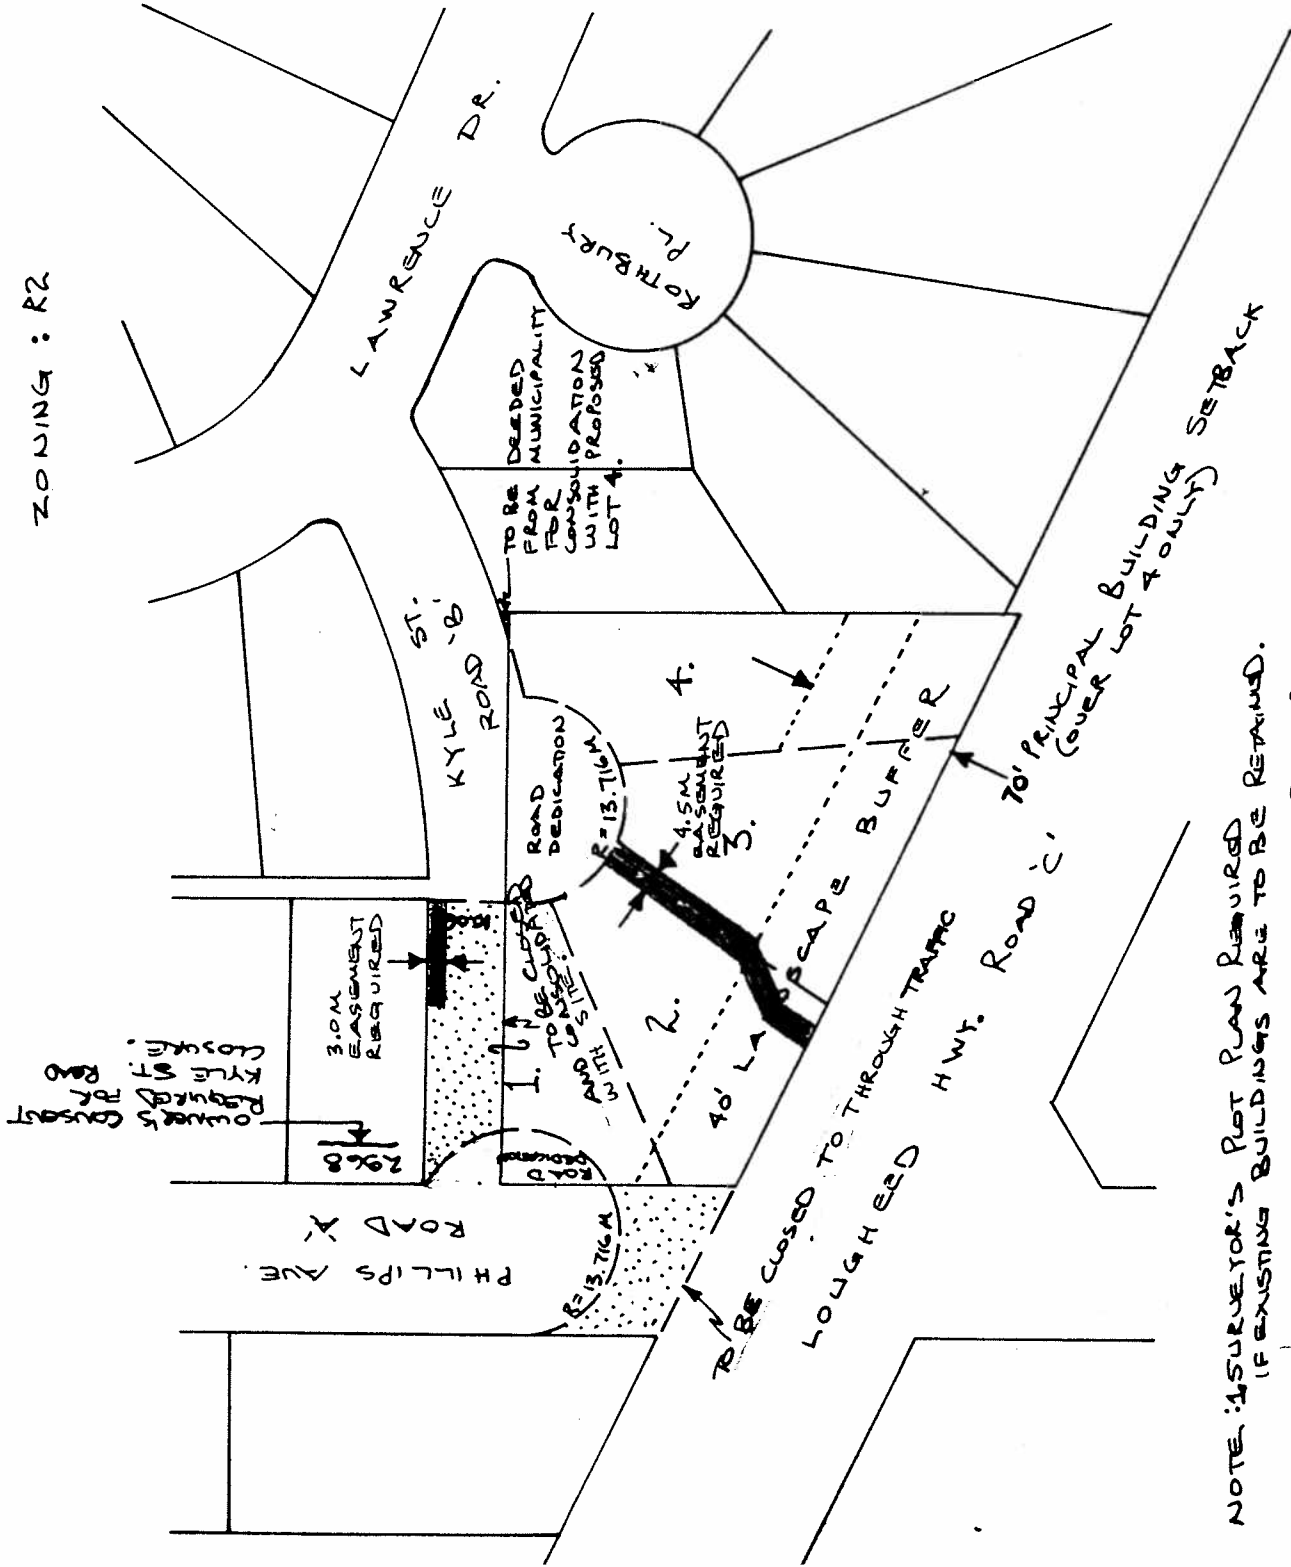 ZONING : R2
LAWRENCE DR.
ROTHBURY
PL.
KYLE ST.
ROAD 'B'
TO BE DEEDED
FROM MUNICIPALITY
FOR
CONSOLIDATION
WITH PROPOSED
LOT 4.
ROAD
DEDICATION
R=13.716M
4.
4.5M
EASEMENT
REQUIRED
3.
3.0M
EASEMENT
REQUIRED
OWNER'S CONSENT
REQUIRED FOR
KYLE ST. ROAD
CLOSURE.
2968
TO BE CLOSED
AND CONSOLIDATED
WITH SITE.
1.
2.
ROAD
DEDICATION
PHILLIPS AVE.
ROAD 'A'
R=13.716M
40' LANDSCAPE BUFFER
TO BE CLOSED TO THROUGH TRAFFIC
LOUGHEED HWY. ROAD 'C'
70' PRINCIPAL BUILDING SETBACK
(OVER LOT 4 ONLY)
NOTE: 1. SURVEYOR'S PLOT PLAN REQUIRED
IF EXISTING BUILDINGS ARE TO BE RETAINED.